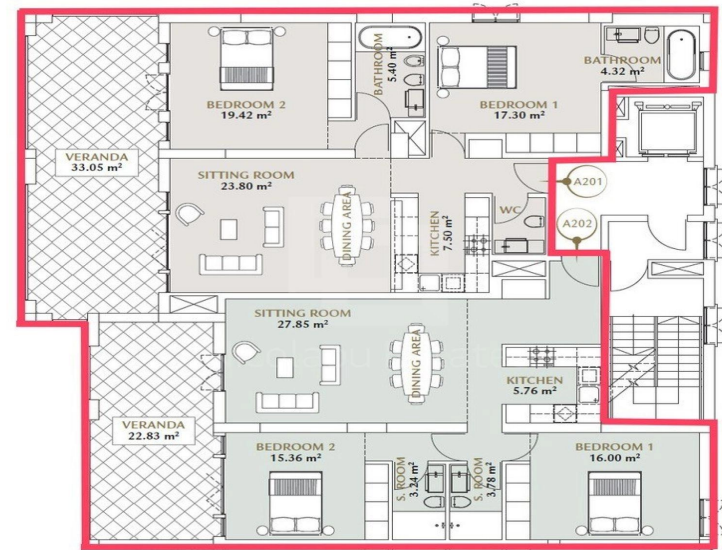 BATHROOM
5.40 m²
BATHROOM
4.32 m²
BEDROOM 2
19.42 m²
BEDROOM 1
17.30 m²
VERANDA
33.05 m²
SITTING ROOM
23.80 m²
DINING AREA
KITCHEN
7.50 m²
WC
A201
A202
SITTING ROOM
27.85 m²
DINING AREA
KITCHEN
5.76 m²
VERANDA
22.83 m²
BEDROOM 2
15.36 m²
S. ROOM
3.24 m²
S. ROOM
3.78 m²
BEDROOM 1
16.00 m²